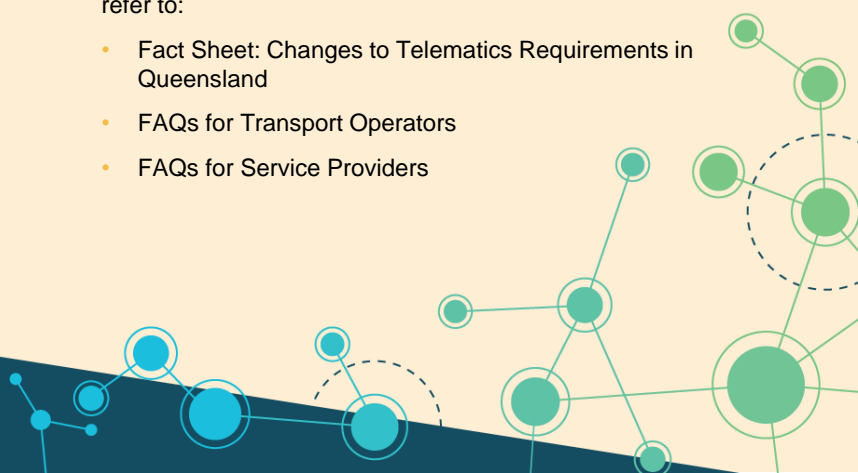 refer to:
• Fact Sheet: Changes to Telematics Requirements in
Queensland
• FAQs for Transport Operators
• FAQs for Service Providers